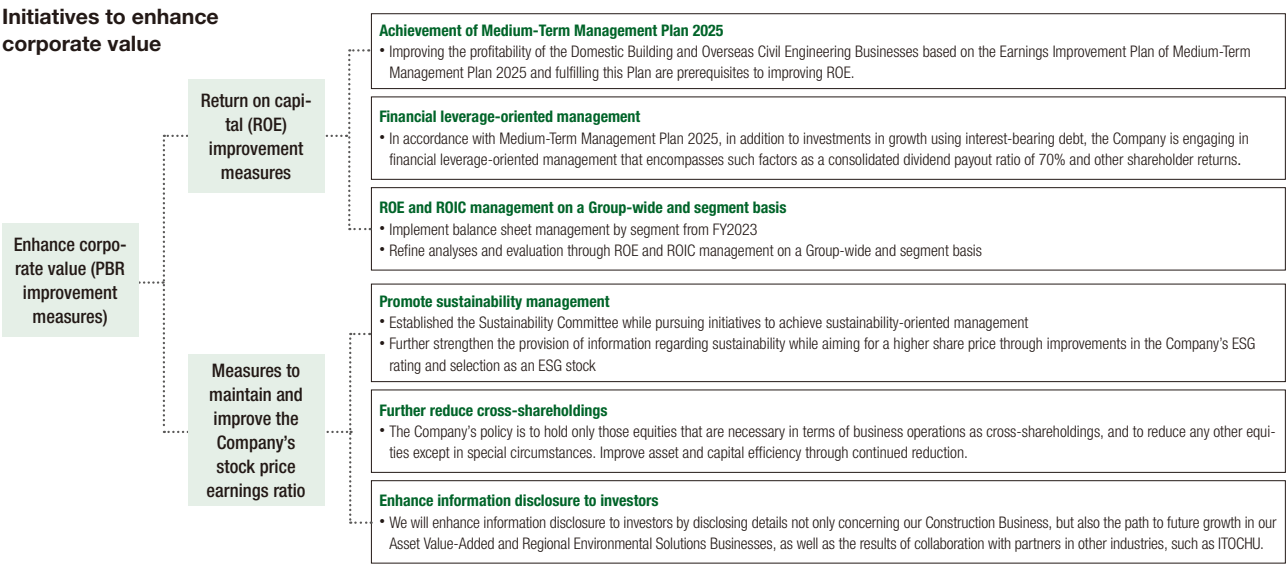 Initiatives to enhance
corporate value
Enhance corpo-
rate value (PBR
improvement
measures)
Return on capi-
tal (ROE)
improvement
measures
Achievement of Medium-Term Management Plan 2025
• Improving the profitability of the Domestic Building and Overseas Civil Engineering Businesses based on the Earnings Improvement Plan of Medium-Term
Management Plan 2025 and fulfilling this Plan are prerequisites to improving ROE.
Financial leverage-oriented management
• In accordance with Medium-Term Management Plan 2025, in addition to investments in growth using interest-bearing debt, the Company is engaging in
financial leverage-oriented management that encompasses such factors as a consolidated dividend payout ratio of 70% and other shareholder returns.
ROE and ROIC management on a Group-wide and segment basis
• Implement balance sheet management by segment from FY2023
• Refine analyses and evaluation through ROE and ROIC management on a Group-wide and segment basis
Measures to
maintain and
improve the
Company's
stock price
earnings ratio
Promote sustainability management
• Established the Sustainability Committee while pursuing initiatives to achieve sustainability-oriented management
• Further strengthen the provision of information regarding sustainability while aiming for a higher share price through improvements in the Company's ESG
rating and selection as an ESG stock
Further reduce cross-shareholdings
• The Company's policy is to hold only those equities that are necessary in terms of business operations as cross-shareholdings, and to reduce any other equi-
ties except in special circumstances. Improve asset and capital efficiency through continued reduction.
Enhance information disclosure to investors
• We will enhance information disclosure to investors by disclosing details not only concerning our Construction Business, but also the path to future growth in our
Asset Value-Added and Regional Environmental Solutions Businesses, as well as the results of collaboration with partners in other industries, such as ITOCHU.